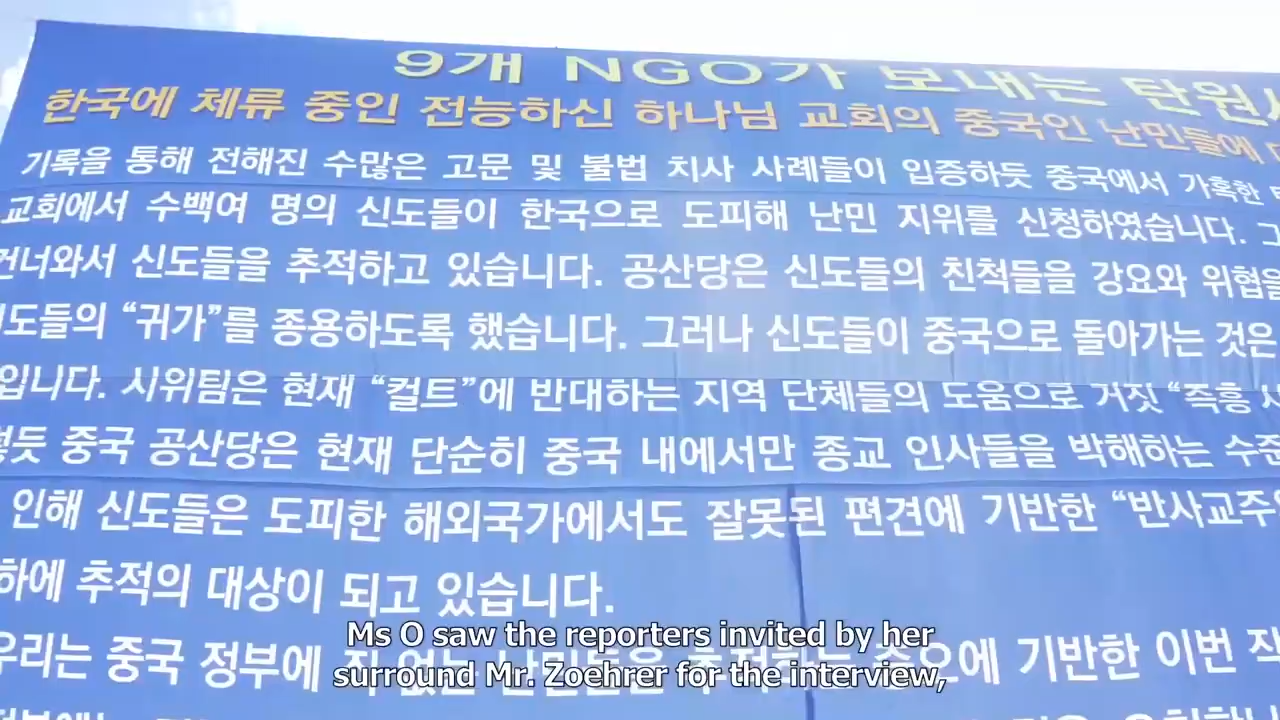 9개 NGO가 보내는
한국에 체류 중인 전능하신 하나님 교회의 중국인 난민들에
기록을 통해 전해진 수많은 고문 및 불법 치사 사례들이 입증하듯 중국에서 가혹한
교회에서 수백여 명의 신도들이 한국으로 도피해 난민 지위를 신청하였습니다.
건너와서 신도들을 추적하고 있습니다. 공산당은 신도들의 친척들을 강요와 위협을
신도들의 “귀가”를 종용하도록 했습니다. 그러나 신도들이 중국으로 돌아가는 것은
입니다. 시위팀은 현재 “컬트”에 반대하는 지역 단체들의 도움으로 거짓 “즉흥
중국 공산당은 현재 단순히 중국 내에서만 종교 인사들을 박해하는 수준
인해 신도들은 도피한 해외국가에서도 잘못된 편견에 기반한 “반사교주의
하에 추적의 대상이 되고 있습니다.
우리는 중국 정부에 죄 없는 난민들을 추적하는 증오에 기반한 이번
Ms O saw the reporters invited by her
surround Mr. Zoehrer for the interview,